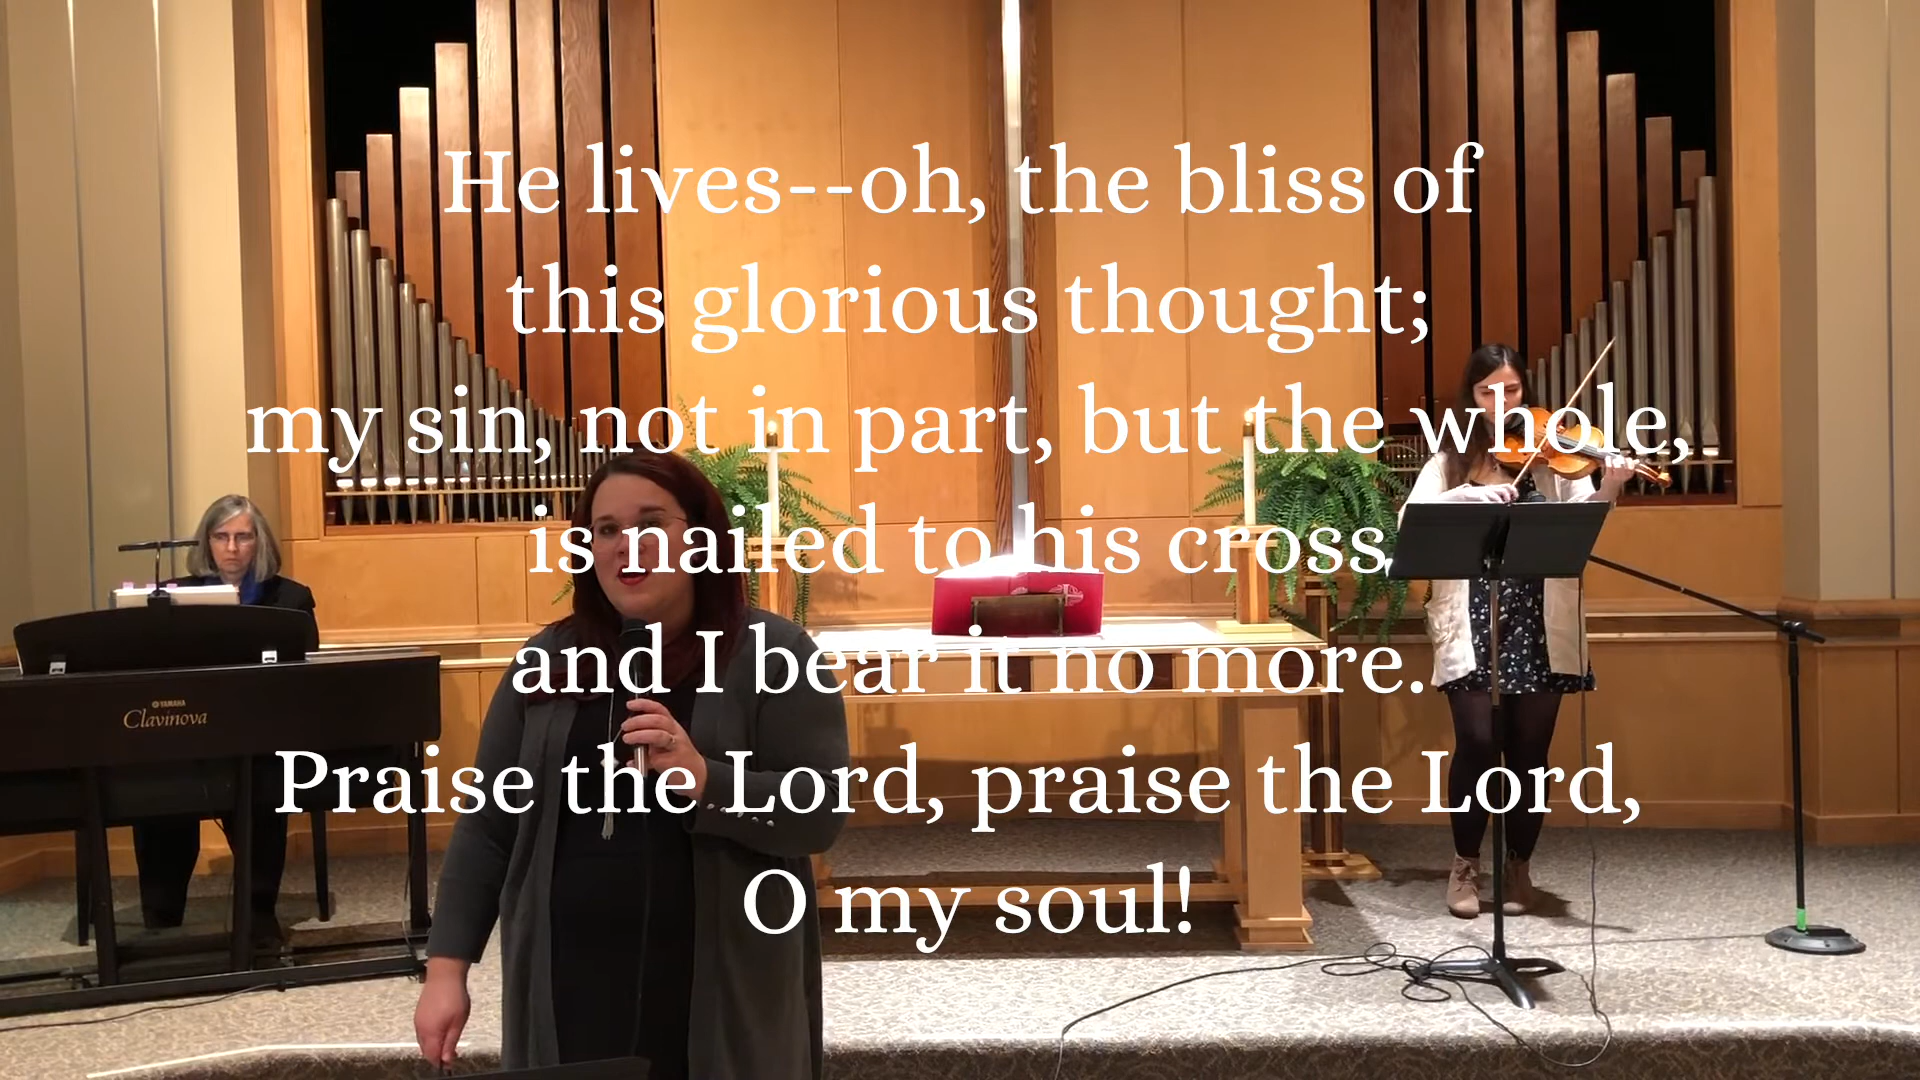 He lives--oh, the bliss of
this glorious thought;
my sin, not in part, but the whole,
is nailed to his cross
and I bear it no more.
Praise the Lord, praise the Lord,
O my soul!
YAMAHA
Clavinova